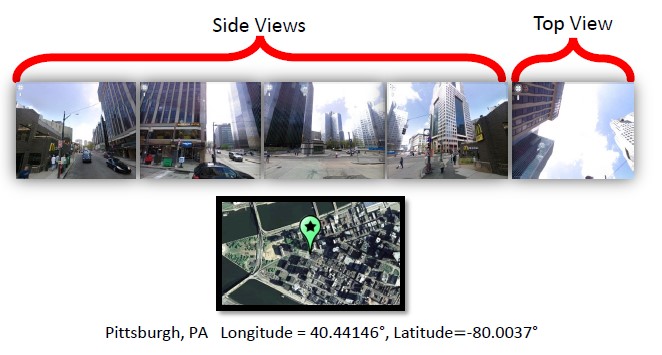 Side Views
Top View
Pittsburgh, PA Longitude = 40.44146°, Latitude=-80.0037°